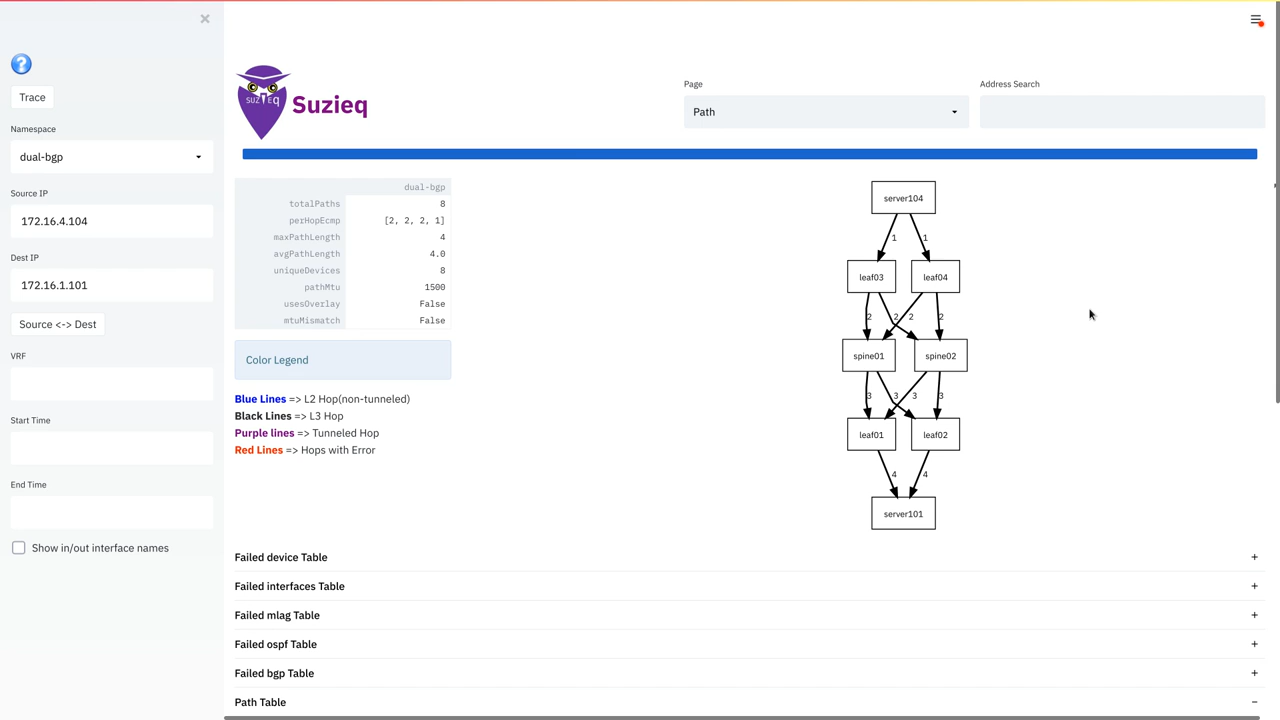 ×
?
Trace
Namespace
dual-bgp
Source IP
172.16.4.104
Dest IP
172.16.1.101
Source <-> Dest
VRF
Start Time
End Time
Show in/out interface names
SUZIEQ
Suzieq
Page
Path
Address Search
dual-bgp
totalPaths 8
perHopEcmp [2, 2, 2, 1]
maxPathLength 4
avgPathLength 4.0
uniqueDevices 8
pathMtu 1500
usesOverlay False
mtuMismatch False
Color Legend
Blue Lines => L2 Hop(non-tunneled)
Black Lines => L3 Hop
Purple lines => Tunneled Hop
Red Lines => Hops with Error
server104
1 1
leaf03 leaf04
2 2 2 2
spine01 spine02
3 3 3 3
leaf01 leaf02
4 4
server101
Failed device Table +
Failed interfaces Table +
Failed mlag Table +
Failed ospf Table +
Failed bgp Table +
Path Table −